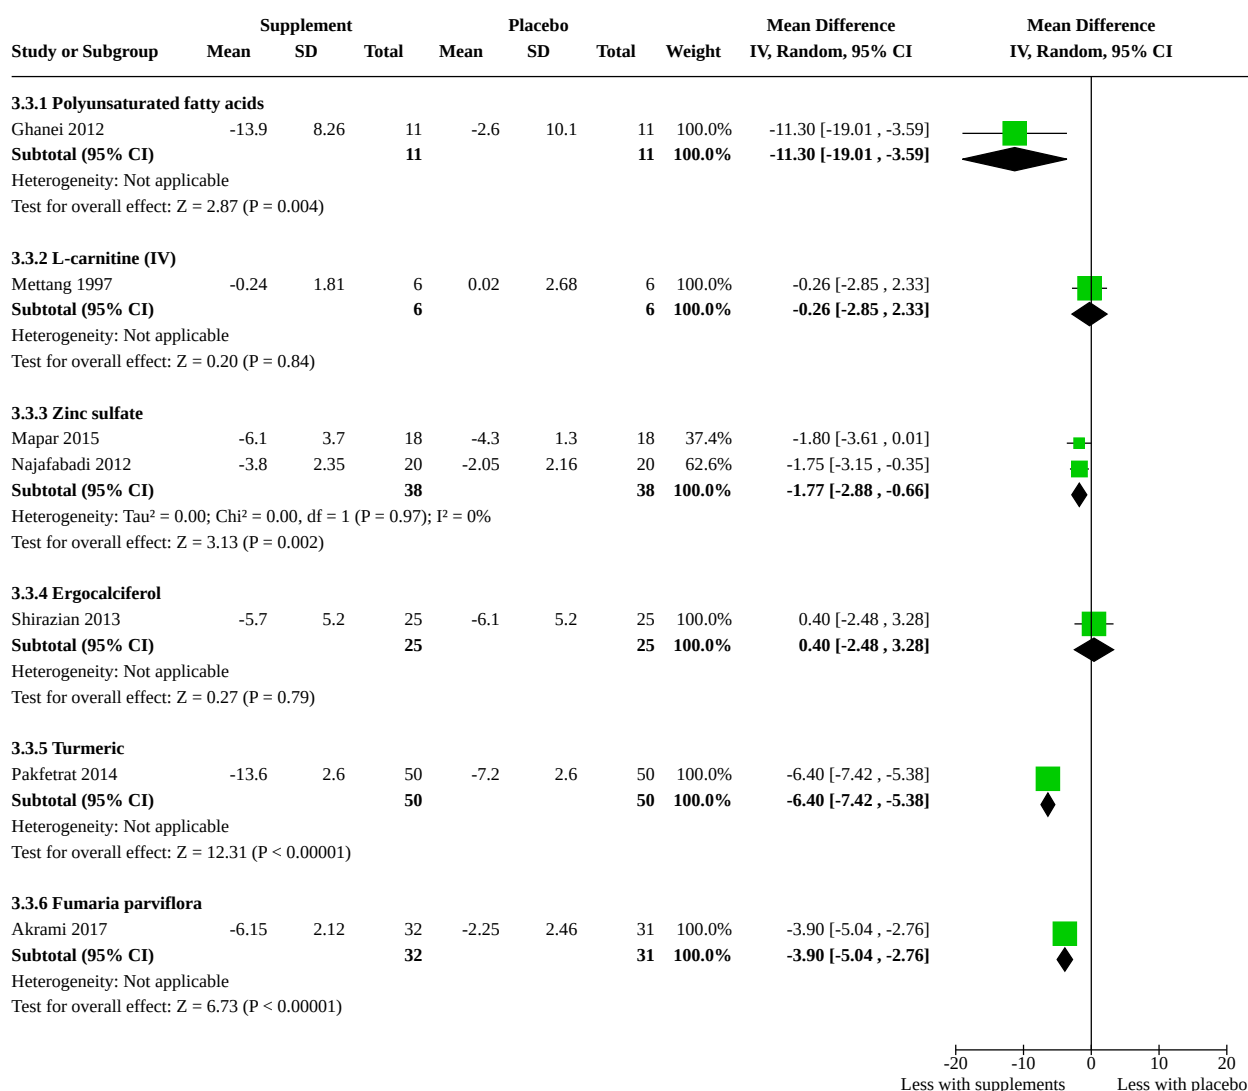 Supplement Placebo Mean Difference Mean Difference
Study or Subgroup Mean SD Total Mean SD Total Weight IV, Random, 95% CI IV, Random, 95% CI
3.3.1 Polyunsaturated fatty acids
Ghanei 2012 -13.9 8.26 11 -2.6 10.1 11 100.0% -11.30 [-19.01 , -3.59]
Subtotal (95% CI) 11 11 100.0% -11.30 [-19.01 , -3.59]
Heterogeneity: Not applicable
Test for overall effect: Z = 2.87 (P = 0.004)
3.3.2 L-carnitine (IV)
Mettang 1997 -0.24 1.81 6 0.02 2.68 6 100.0% -0.26 [-2.85 , 2.33]
Subtotal (95% CI) 6 6 100.0% -0.26 [-2.85 , 2.33]
Heterogeneity: Not applicable
Test for overall effect: Z = 0.20 (P = 0.84)
3.3.3 Zinc sulfate
Mapar 2015 -6.1 3.7 18 -4.3 1.3 18 37.4% -1.80 [-3.61 , 0.01]
Najafabadi 2012 -3.8 2.35 20 -2.05 2.16 20 62.6% -1.75 [-3.15 , -0.35]
Subtotal (95% CI) 38 38 100.0% -1.77 [-2.88 , -0.66]
Heterogeneity: Tau² = 0.00; Chi² = 0.00, df = 1 (P = 0.97); I² = 0%
Test for overall effect: Z = 3.13 (P = 0.002)
3.3.4 Ergocalciferol
Shirazian 2013 -5.7 5.2 25 -6.1 5.2 25 100.0% 0.40 [-2.48 , 3.28]
Subtotal (95% CI) 25 25 100.0% 0.40 [-2.48 , 3.28]
Heterogeneity: Not applicable
Test for overall effect: Z = 0.27 (P = 0.79)
3.3.5 Turmeric
Pakfetrat 2014 -13.6 2.6 50 -7.2 2.6 50 100.0% -6.40 [-7.42 , -5.38]
Subtotal (95% CI) 50 50 100.0% -6.40 [-7.42 , -5.38]
Heterogeneity: Not applicable
Test for overall effect: Z = 12.31 (P < 0.00001)
3.3.6 Fumaria parviflora
Akrami 2017 -6.15 2.12 32 -2.25 2.46 31 100.0% -3.90 [-5.04 , -2.76]
Subtotal (95% CI) 32 31 100.0% -3.90 [-5.04 , -2.76]
Heterogeneity: Not applicable
Test for overall effect: Z = 6.73 (P < 0.00001)
-20 -10 0 10 20
Less with supplements Less with placebo